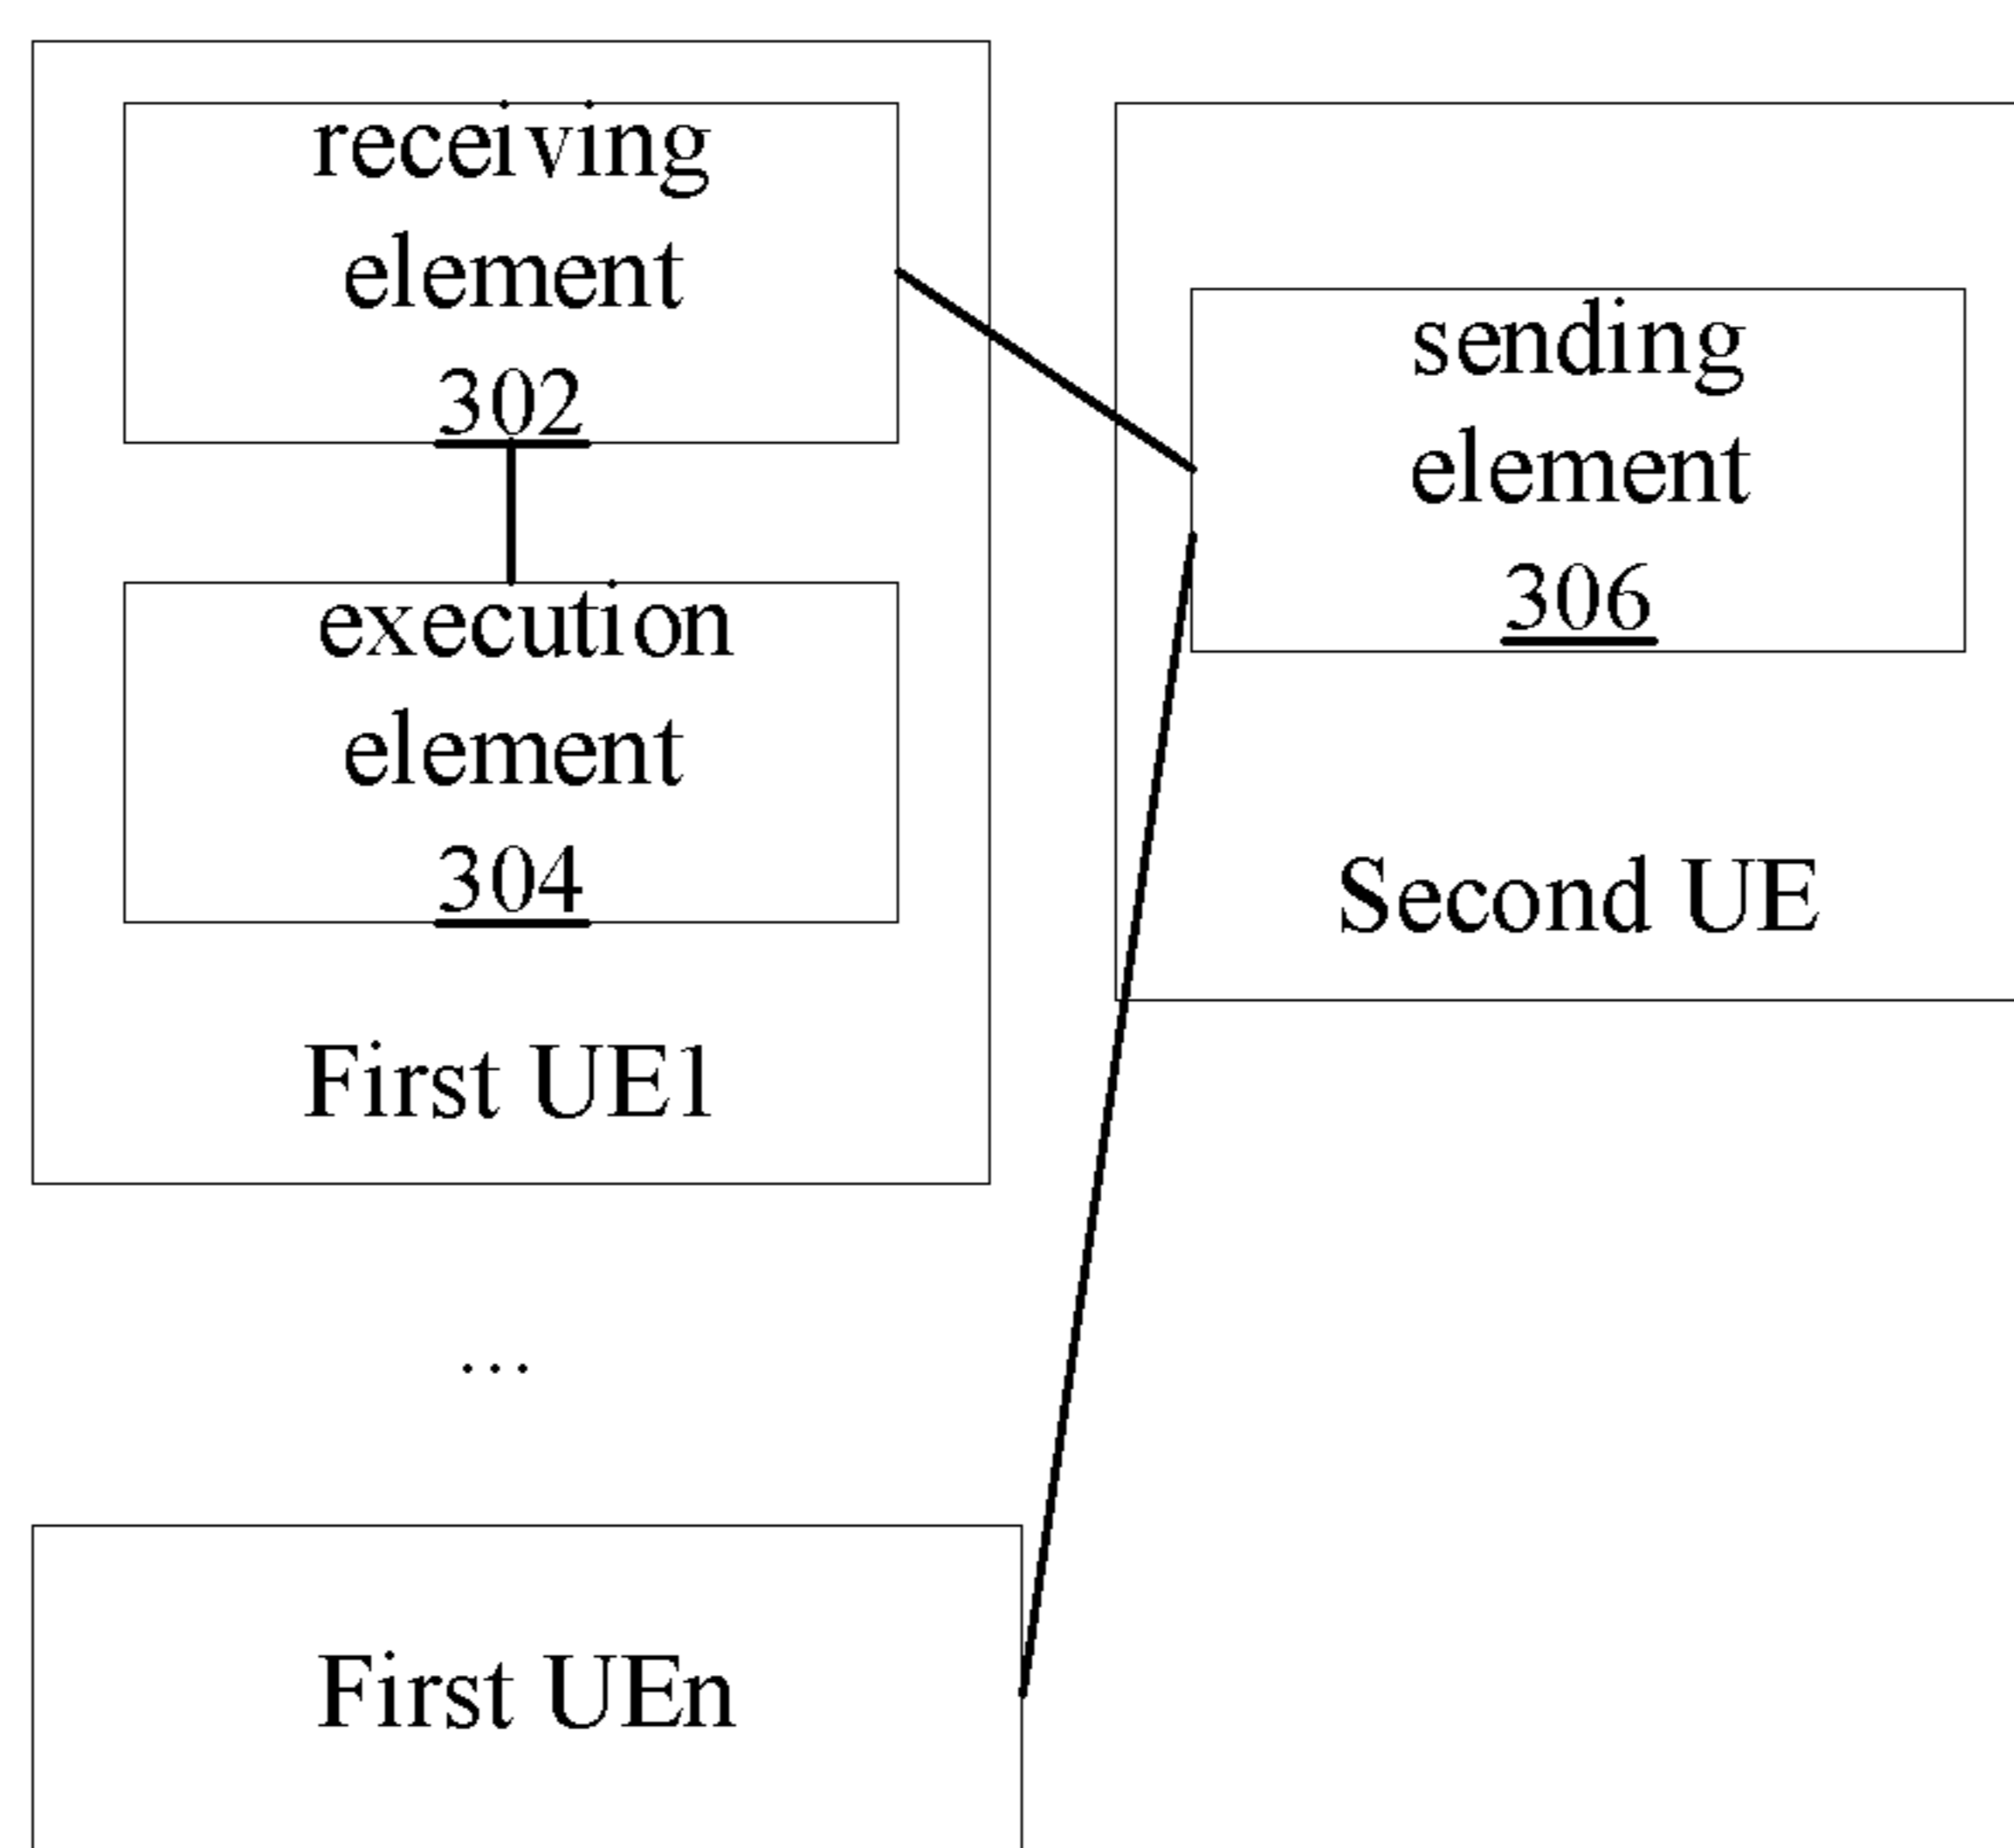 receiving
element
302
execution
element
304
First UE1
sending
element
306
Second UE
...
First UEn